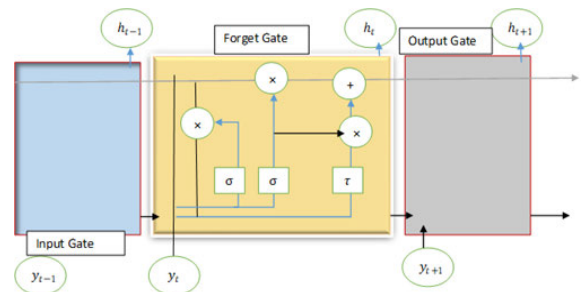 h_{t−1} Forget Gate h_t Output Gate h_{t+1}
× +
× ×
σ σ τ
Input Gate
y_{t−1} y_t y_{t+1}